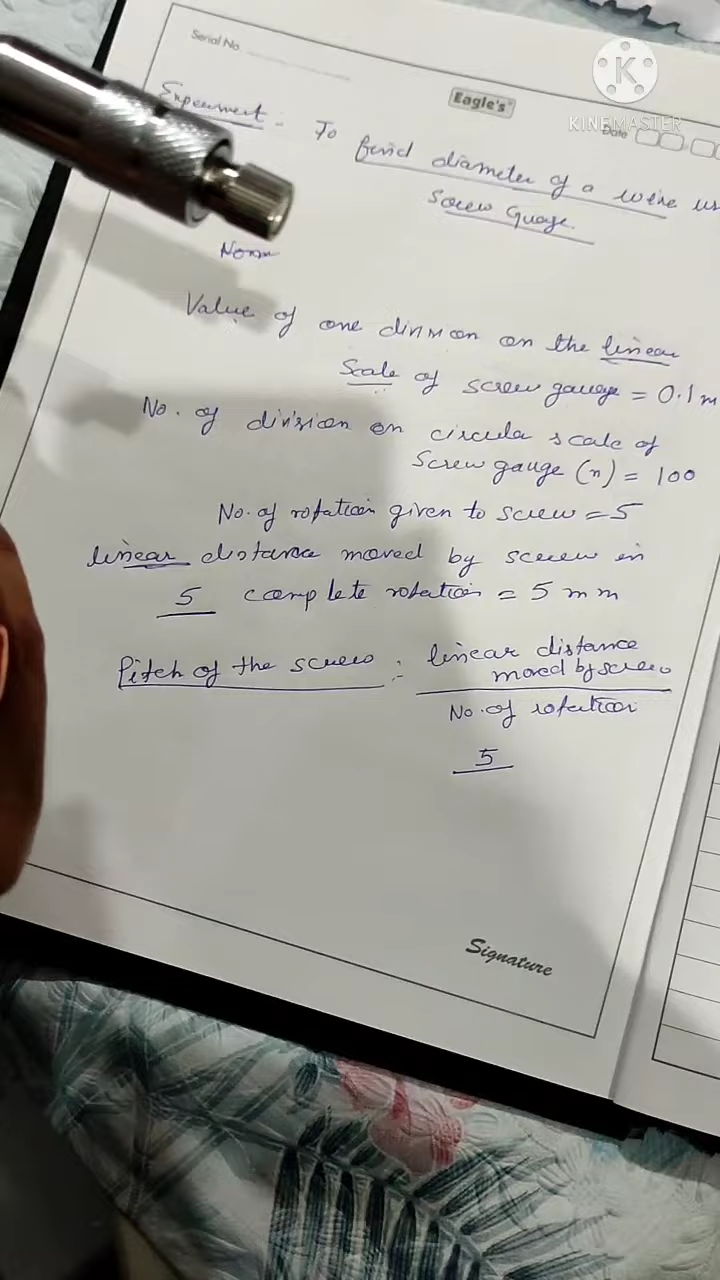 Serial No
Eagle's
KINEMASTER
Date
Experiment :- To find diameter of a wire us
Screw Guage.
Value of one division on the linear
Scale of screw gauge = 0.1 m
No. of division on circular scale of
Screw gauge (n) = 100
No. of rotation given to screw = 5
linear distance moved by screw in
5 complete rotation = 5 mm
Pitch of the screw :- linear distance
moved by screw
No. of rotation
5
Signature